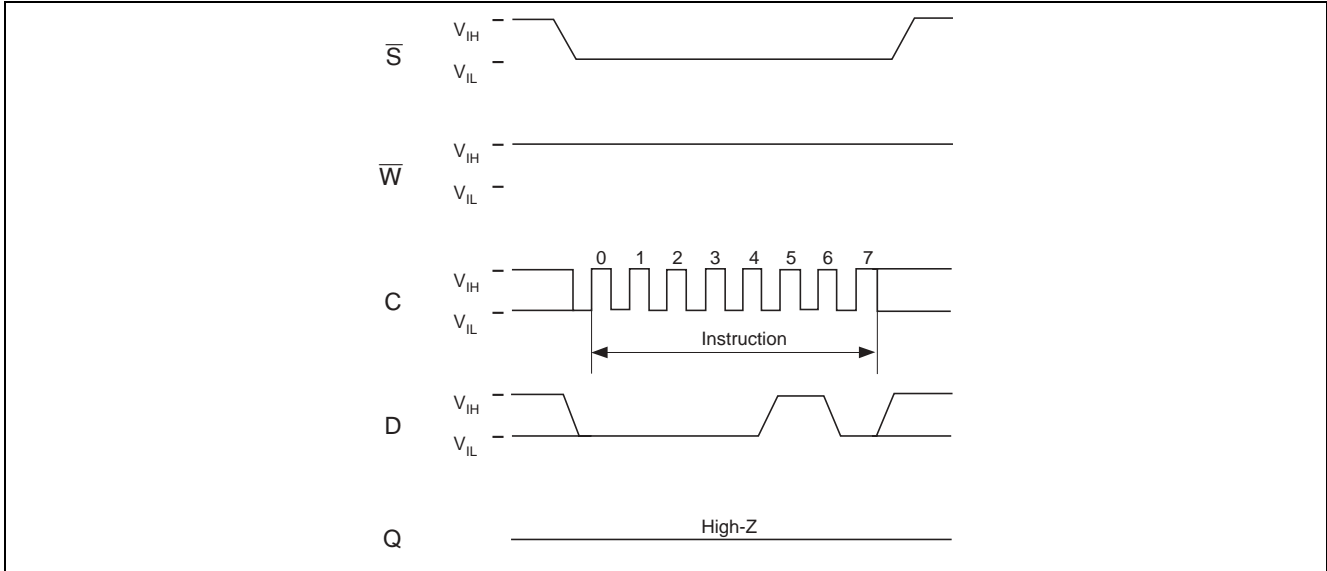 S̅
V_IH
V_IL
W̅
V_IH
V_IL
C
V_IH
V_IL
0 1 2 3 4 5 6 7
Instruction
D
V_IH
V_IL
Q
High-Z